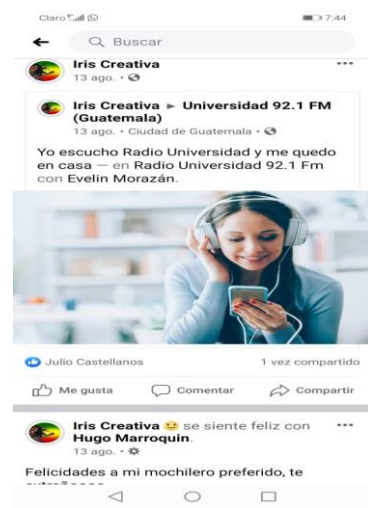 Claro
7:44
Buscar
Iris Creativa
13 ago.
Iris Creativa ► Universidad 92.1 FM
(Guatemala)
13 ago. • Ciudad de Guatemala •
Yo escucho Radio Universidad y me quedo
en casa — en Radio Universidad 92.1 Fm
con Evelin Morazán.
Julio Castellanos
1 vez compartido
Me gusta
Comentar
Compartir
Iris Creativa 😀 se siente feliz con
Hugo Marroquin.
13 ago.
Felicidades a mi mochilero preferido, te